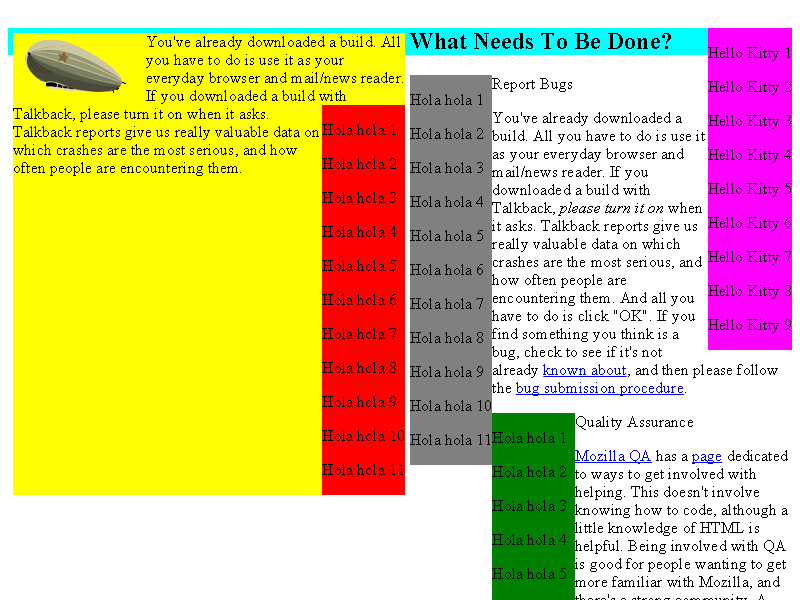 You've already downloaded a build. All
you have to do is use it as your
everyday browser and mail/news reader.
If you downloaded a build with
Talkback, please turn it on when it asks.
Talkback reports give us really valuable data on
which crashes are the most serious, and how
often people are encountering them.
Hola hola 1
Hola hola 2
Hola hola 3
Hola hola 4
Hola hola 5
Hola hola 6
Hola hola 7
Hola hola 8
Hola hola 9
Hola hola 10
Hola hola 11
What Needs To Be Done?
Hola hola 1
Hola hola 2
Hola hola 3
Hola hola 4
Hola hola 5
Hola hola 6
Hola hola 7
Hola hola 8
Hola hola 9
Hola hola 10
Hola hola 11
Report Bugs
You've already downloaded a
build. All you have to do is use it
as your everyday browser and
mail/news reader. If you
downloaded a build with
Talkback, please turn it on when
it asks. Talkback reports give us
really valuable data on which
crashes are the most serious, and
how often people are
encountering them. And all you
have to do is click "OK". If you
find something you think is a
bug, check to see if it's not
already known about, and then please follow
the bug submission procedure.
Hello Kitty 1
Hello Kitty 2
Hello Kitty 3
Hello Kitty 4
Hello Kitty 5
Hello Kitty 6
Hello Kitty 7
Hello Kitty 8
Hello Kitty 9
Hola hola 1
Hola hola 2
Hola hola 3
Hola hola 4
Hola hola 5
Quality Assurance
Mozilla QA has a page dedicated
to ways to get involved with
helping. This doesn't involve
knowing how to code, although a
little knowledge of HTML is
helpful. Being involved with QA
is good for people wanting to get
more familiar with Mozilla, and
there's a strong community. A